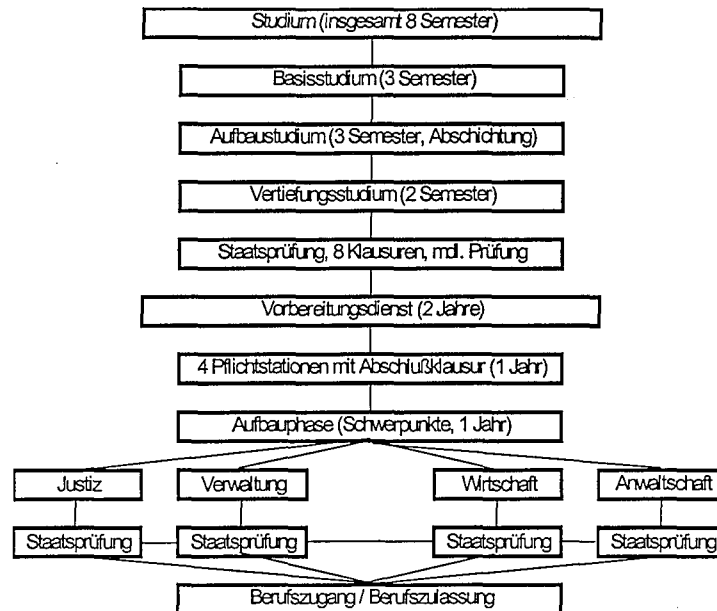 Studium (insgesamt 8 Semester)
Basisstudium (3 Semester)
Aufbaustudium (3 Semester, Abschichtung)
Vertiefungsstudium (2 Semester)
Staatsprüfung, 8 Klausuren, mdl. Prüfung
Vorbereitungsdienst (2 Jahre)
4 Pflichtstationen mit Abschlußklausur (1 Jahr)
Aufbauphase (Schwerpunkte, 1 Jahr)
Justiz Verwaltung Wirtschaft Anwaltschaft
Staatsprüfung Staatsprüfung Staatsprüfung Staatsprüfung
Berufszugang / Berufszulassung